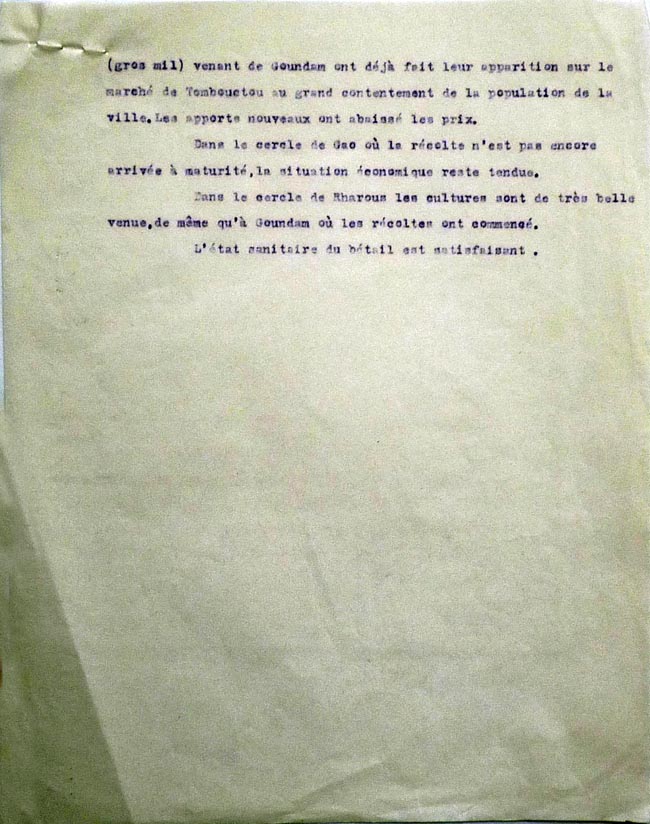 (gros mil) venant de Goundam ont déjà fait leur apparition sur le
marché de Tombouctou au grand contentement de la population de la
ville.Les apports nouveaux ont abaissé les prix.
Dans le cercle de Gao où la récolte n'est pas encore
arrivée à maturité,la situation économique reste tendue.
Dans le cercle de Rharous les cultures sont de très belle
venue,de même qu'à Goundam où les récoltes ont commencé.
L'état sanitaire du bétail est satisfaisant .